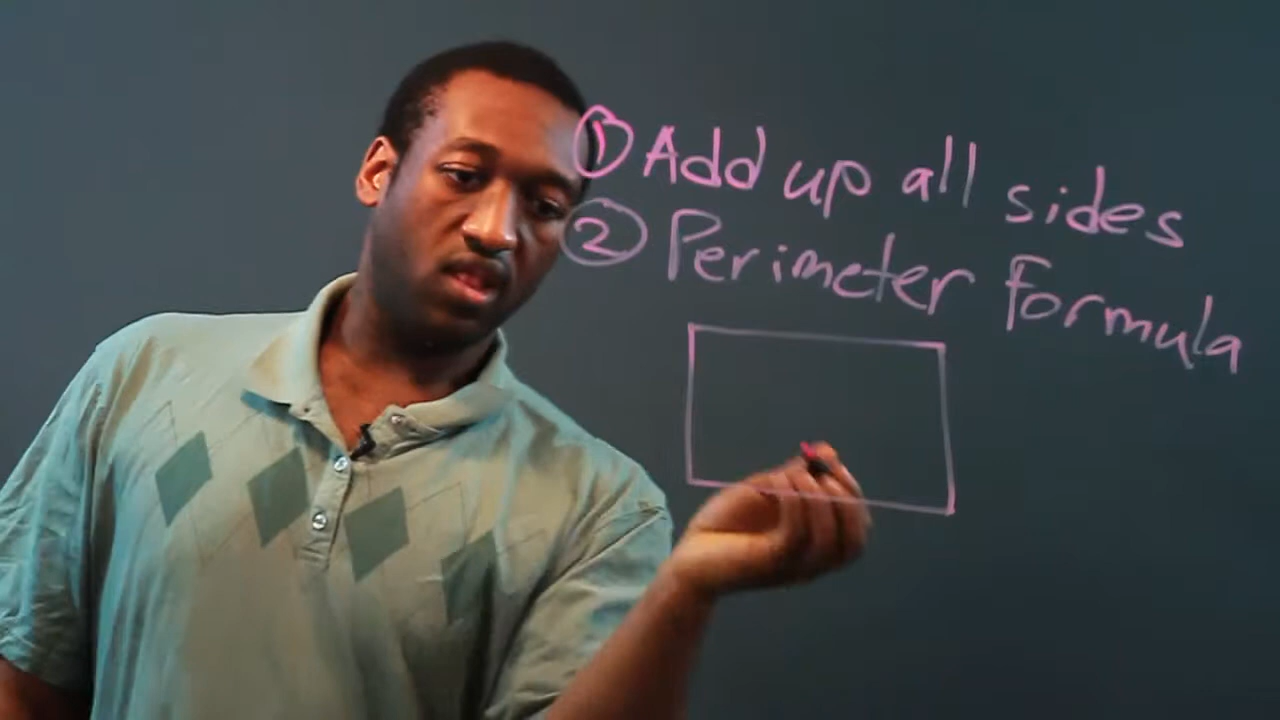 ① Add up all sides
② Perimeter Formula